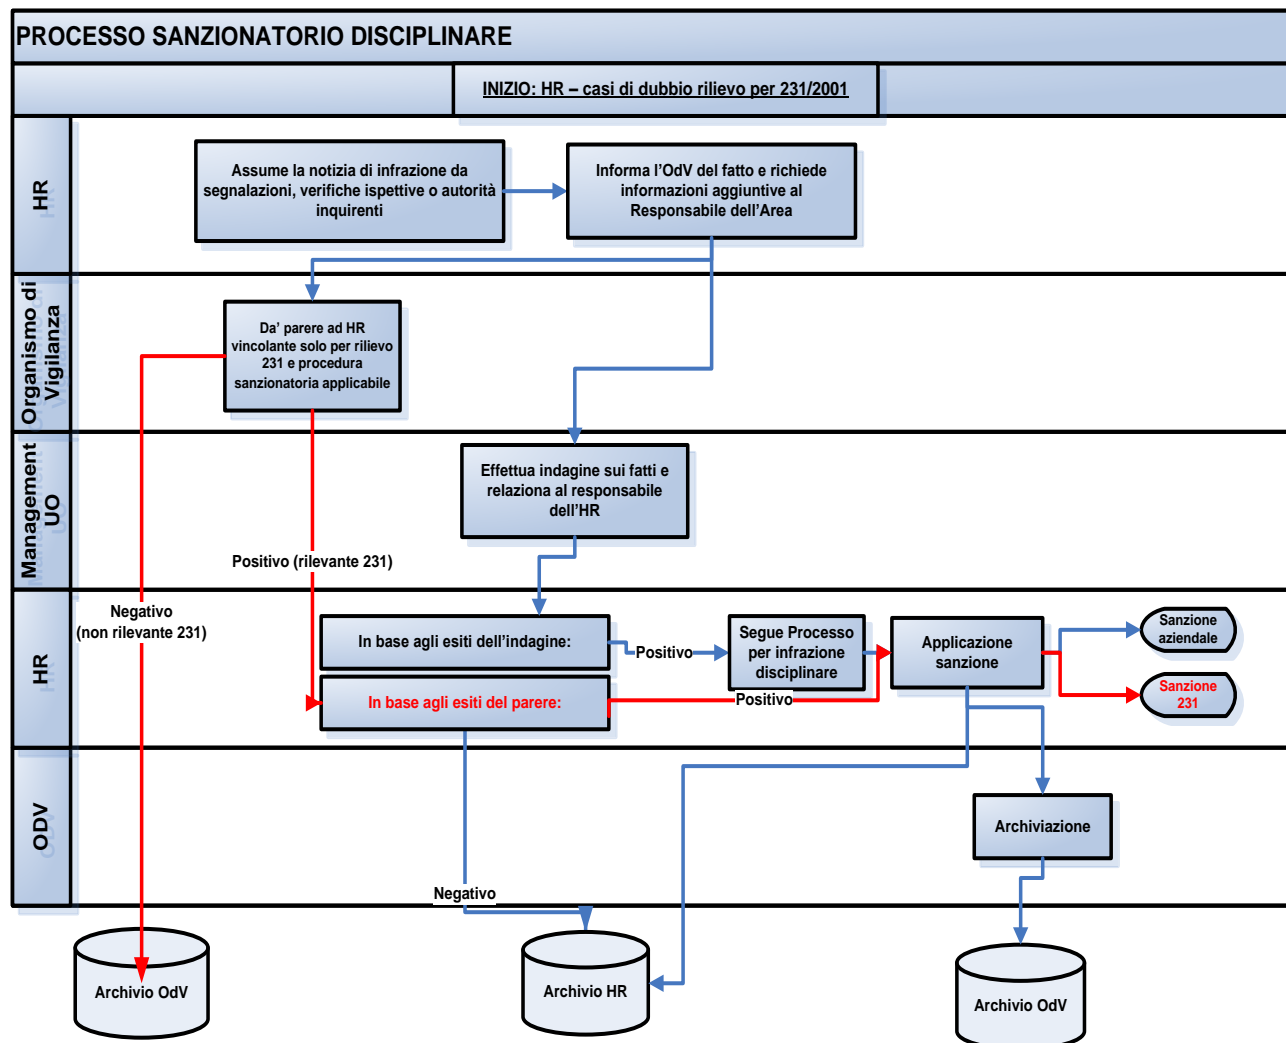 PROCESSO SANZIONATORIO DISCIPLINARE
INIZIO: HR – casi di dubbio rilievo per 231/2001
HR
Assume la notizia di infrazione da
segnalazioni, verifiche ispettive o autorità
inquirenti
Informa l'OdV del fatto e richiede
informazioni aggiuntive al
Responsabile dell'Area
Organismo di
Vigilanza
Da' parere ad HR
vincolante solo per rilievo
231 e procedura
sanzionatoria applicabile
Management
UO
Effettua indagine sui fatti e
relaziona al responsabile
dell'HR
Positivo (rilevante 231)
Negativo
(non rilevante 231)
HR
In base agli esiti dell'indagine:
Positivo
Segue Processo
per infrazione
disciplinare
Applicazione
sanzione
Sanzione
aziendale
In base agli esiti del parere:
Positivo
Sanzione
231
ODV
Archiviazione
Negativo
Archivio OdV
Archivio HR
Archivio OdV